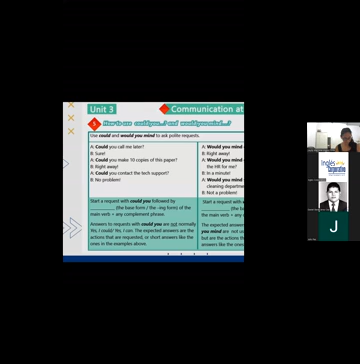 Unit 3
Communication at
5
How to use could you...? and would you mind...?
Use could and would you mind to ask polite requests.
A: Could you call me later?
B: Sure!
A: Could you make 10 copies of this paper?
B: Right away!
A: Could you contact the tech support?
B: No problem!
A: Would you mind
B: Right away!
A: Would you mind
the HR for me?
B: In a minute!
A: Would you mind
cleaning departme
B: Not a problem!
Start a request with could you followed by
__________ (the base form / the -ing form) of the
main verb + any complement phrase.
Answers to requests with could you are not normally
Yes, I could/ Yes, I can. The expected answers are the
actions that are requested, or short answers like the
ones in the examples above.
Start a request with
__________ (the ba
the main verb + any
The expected answe
you mind are not us
but are the actions th
answers like the ones
Inglés
Corporativo
J